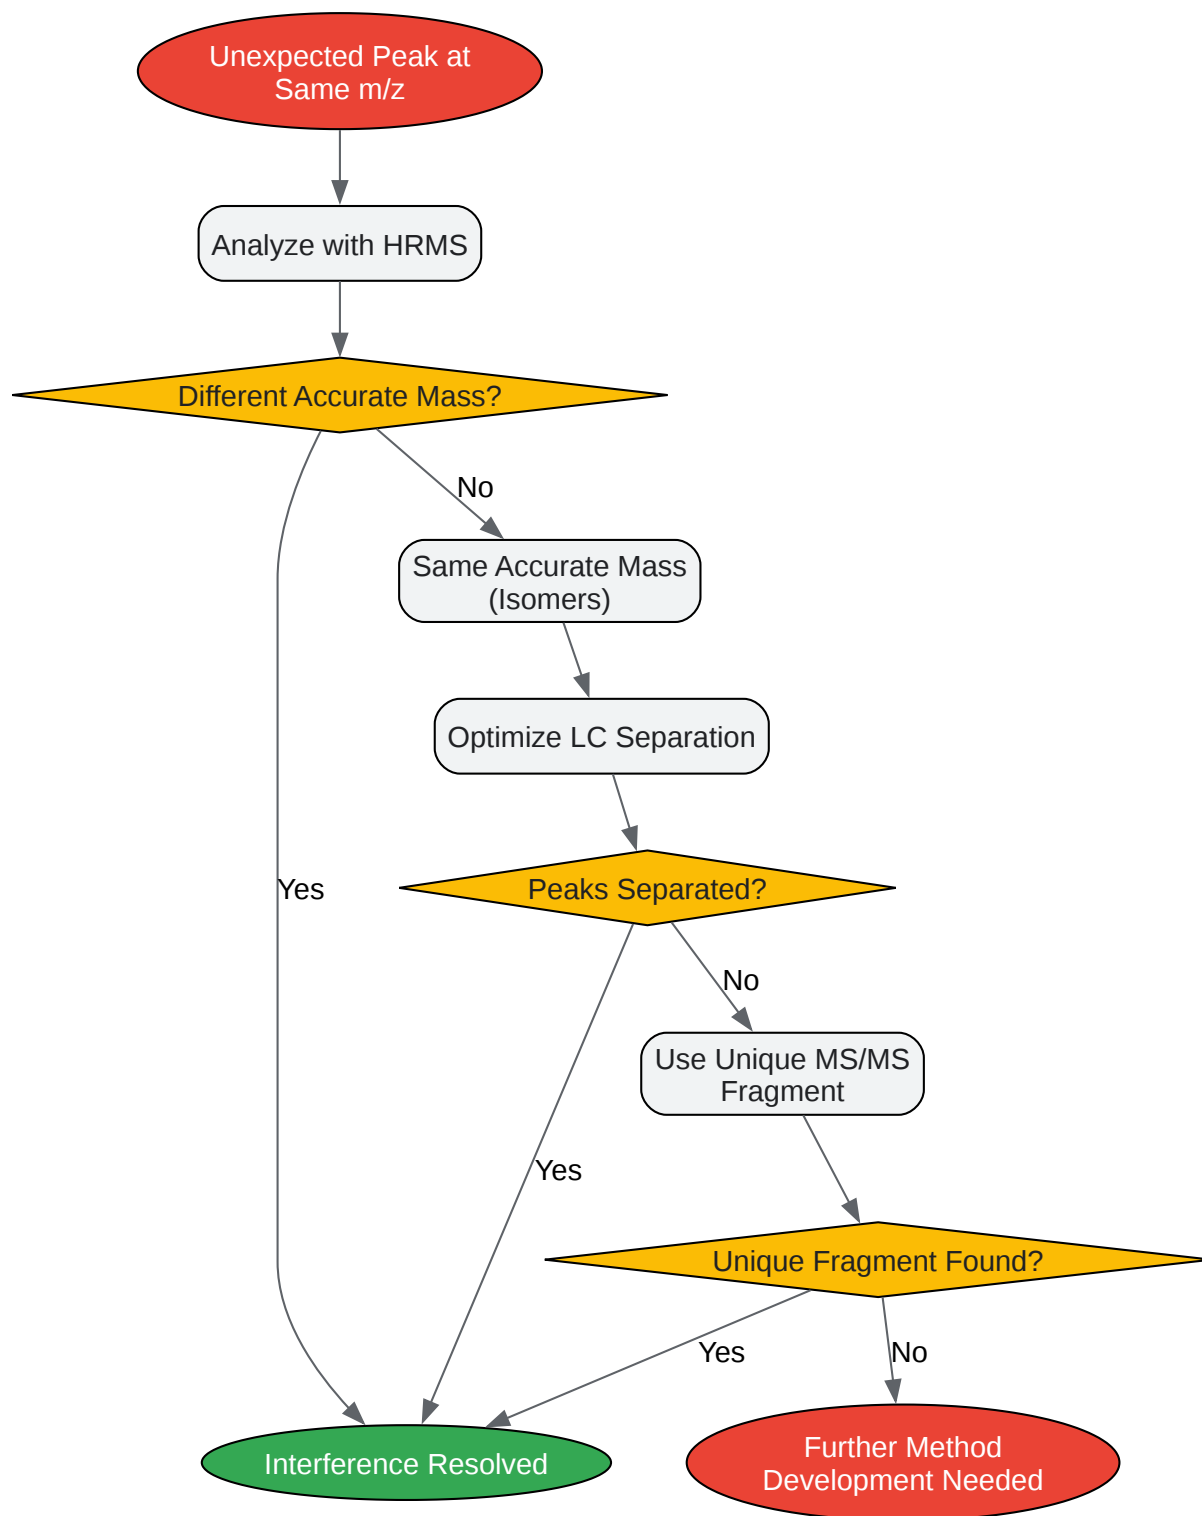 Unexpected Peak at
Same m/z
Analyze with HRMS
Different Accurate Mass?
No
Same Accurate Mass
(Isomers)
Optimize LC Separation
Peaks Separated?
Yes
No
Use Unique MS/MS
Fragment
Yes
Unique Fragment Found?
Yes
No
Interference Resolved
Further Method
Development Needed